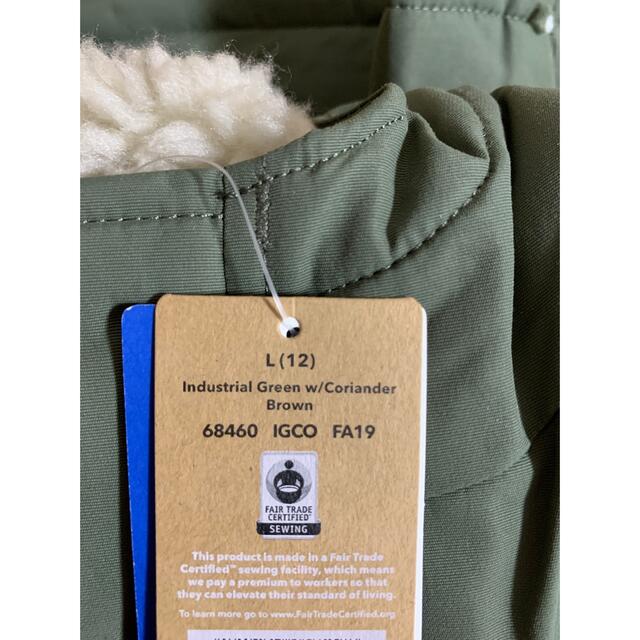 L (12)
Industrial Green w/Coriander
Brown
68460 IGCO FA19
FAIR TRADE
CERTIFIED™
SEWING
This product is made in a Fair Trade
Certified™ sewing facility, which means
we pay a premium to workers so that
they can elevate their standard of living.
To learn more go to www.FairTradeCertified.org.